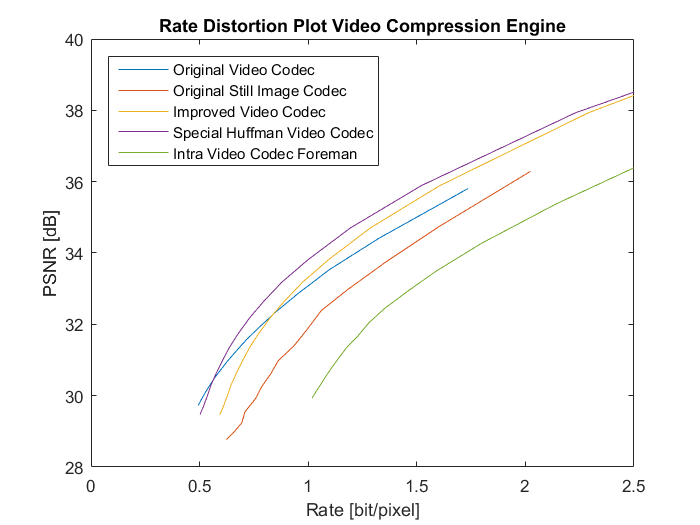 Rate Distortion Plot Video Compression Engine
40
38
36
34
32
30
28
PSNR [dB]
Original Video Codec
Original Still Image Codec
Improved Video Codec
Special Huffman Video Codec
Intra Video Codec Foreman
0
0.5
1
1.5
2
2.5
Rate [bit/pixel]